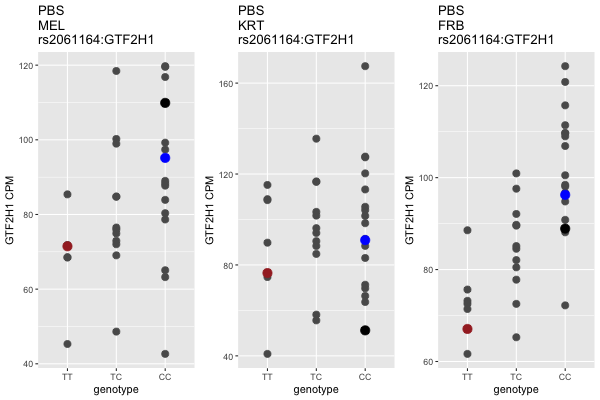 PBS
MEL
rs2061164:GTF2H1
GTF2H1 CPM
120
100
80
60
40
TT
TC
CC
genotype
PBS
KRT
rs2061164:GTF2H1
GTF2H1 CPM
160
120
80
40
TT
TC
CC
genotype
PBS
FRB
rs2061164:GTF2H1
GTF2H1 CPM
120
100
80
60
TT
TC
CC
genotype